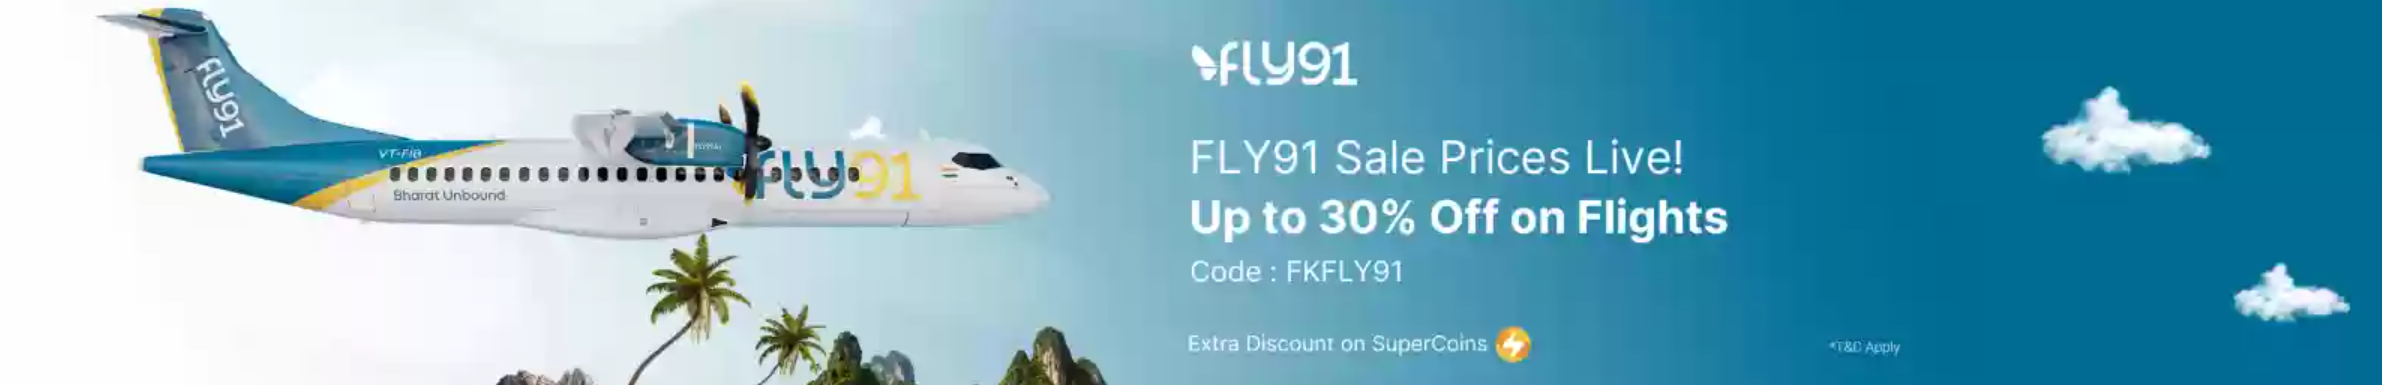 fly91
VT-FIB
Bharat Unbound
fly91
fly91
FLY91 Sale Prices Live!
Up to 30% Off on Flights
Code : FKFLY91
Extra Discount on SuperCoins
*T&C Apply